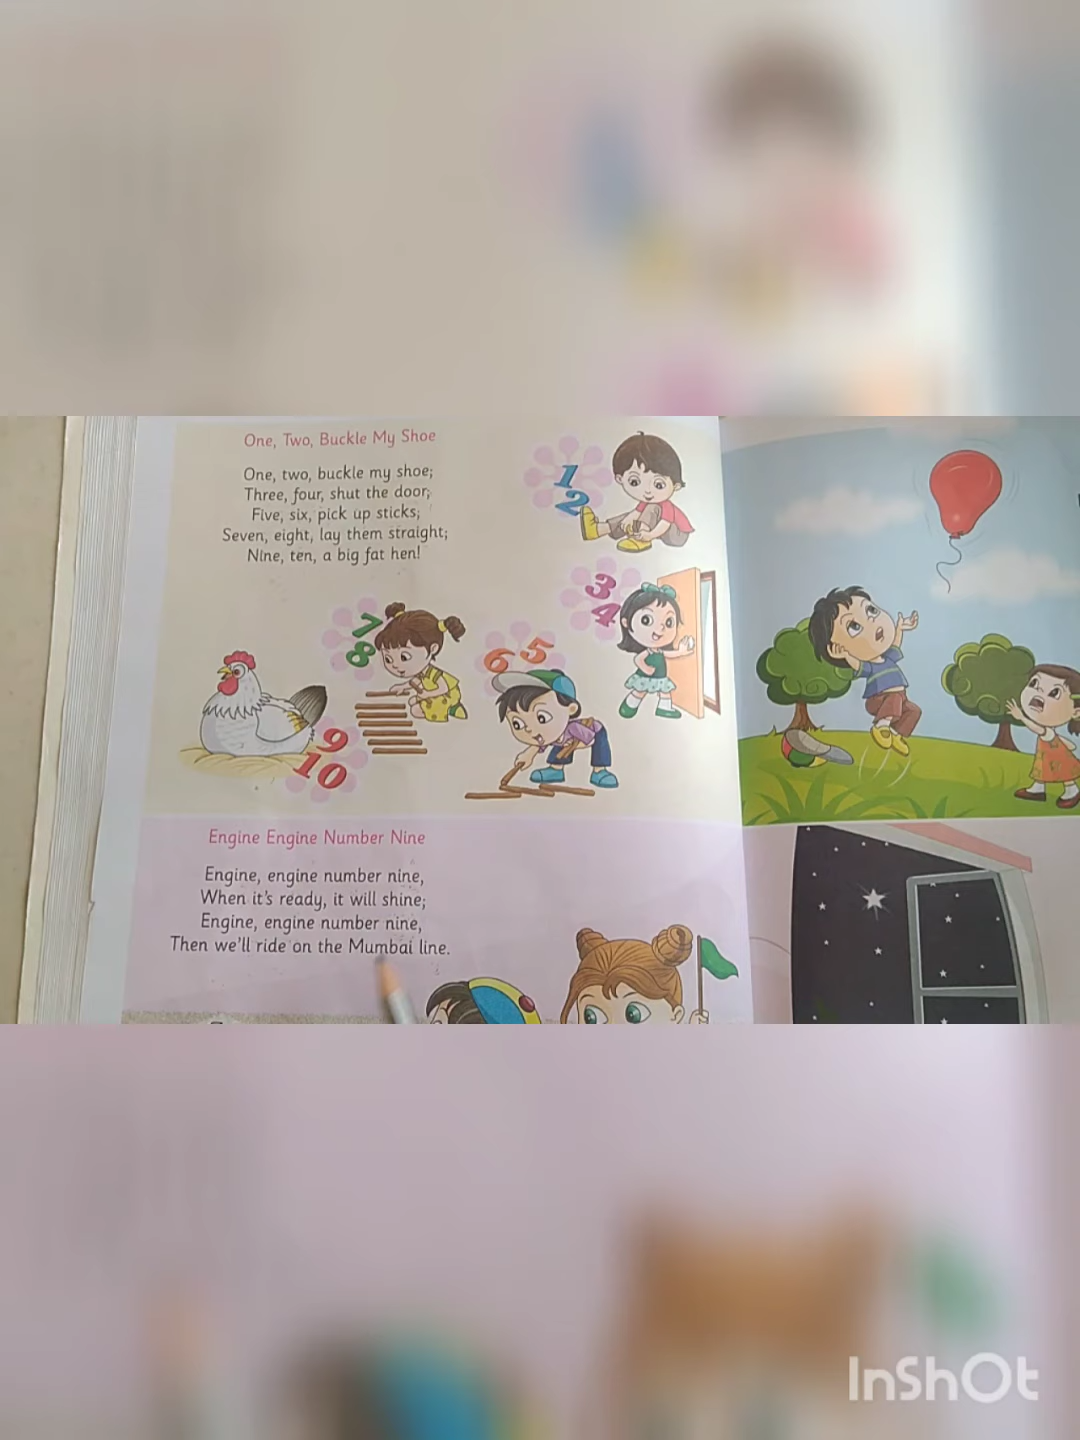 One, Two, Buckle My Shoe
One, two, buckle my shoe;
Three, four, shut the door;
Five, six, pick up sticks;
Seven, eight, lay them straight;
Nine, ten, a big fat hen!
1
2
3
4
7
8
6 5
9
10
Engine Engine Number Nine
Engine, engine number nine,
When it's ready, it will shine;
Engine, engine number nine,
Then we'll ride on the Mumbai line.
InShOt